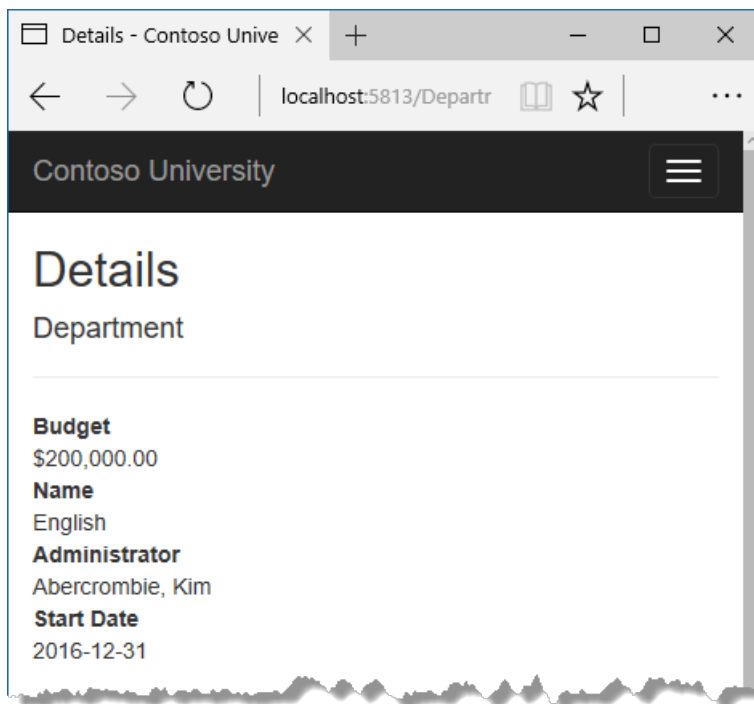 Details - Contoso Unive
localhost:5813/Departr
Contoso University
Details
Department
Budget
$200,000.00
Name
English
Administrator
Abercrombie, Kim
Start Date
2016-12-31